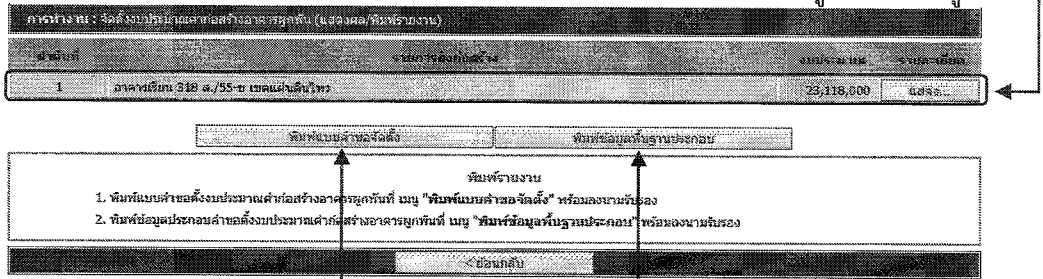 การทำงาน : จัดตั้งงบประมาณค่าก่อสร้างอาคารผูกพัน (แสดงผล/พิมพ์รายงาน)
ลำดับที่ รายการสิ่งก่อสร้าง งบประมาณ รายละเอียด
1 อาคารเรียน 318 ล./55-ข เขตแผ่นดินไหว 23,118,000 แสดง...
พิมพ์แบบคำขอจัดตั้ง พิมพ์ข้อมูลพื้นฐานประกอบ
พิมพ์รายงาน
1. พิมพ์แบบคำขอตั้งงบประมาณค่าก่อสร้างอาคารผูกพันที่ เมนู "พิมพ์แบบคำขอจัดตั้ง" พร้อมลงนามรับรอง
2. พิมพ์ข้อมูลประกอบคำขอตั้งงบประมาณค่าก่อสร้างอาคารผูกพันที่ เมนู "พิมพ์ข้อมูลพื้นฐานประกอบ" พร้อมลงนามรับรอง
< ย้อนกลับ